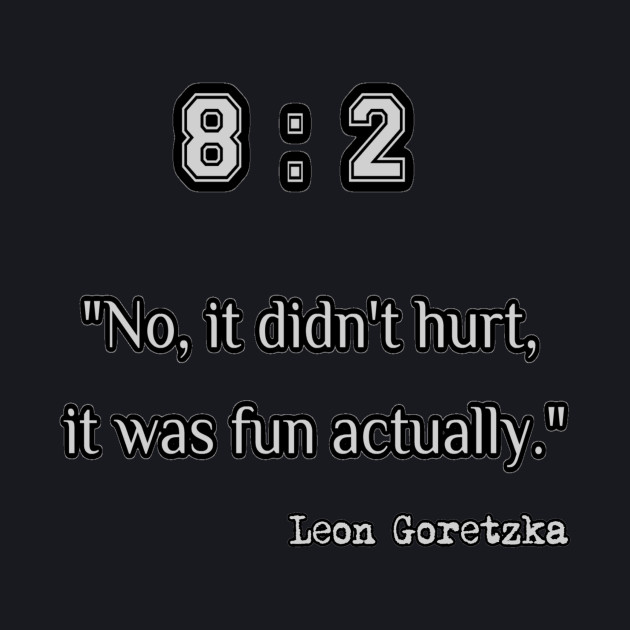 8:2
"No, it didn't hurt,
it was fun actually."
Leon Goretzka